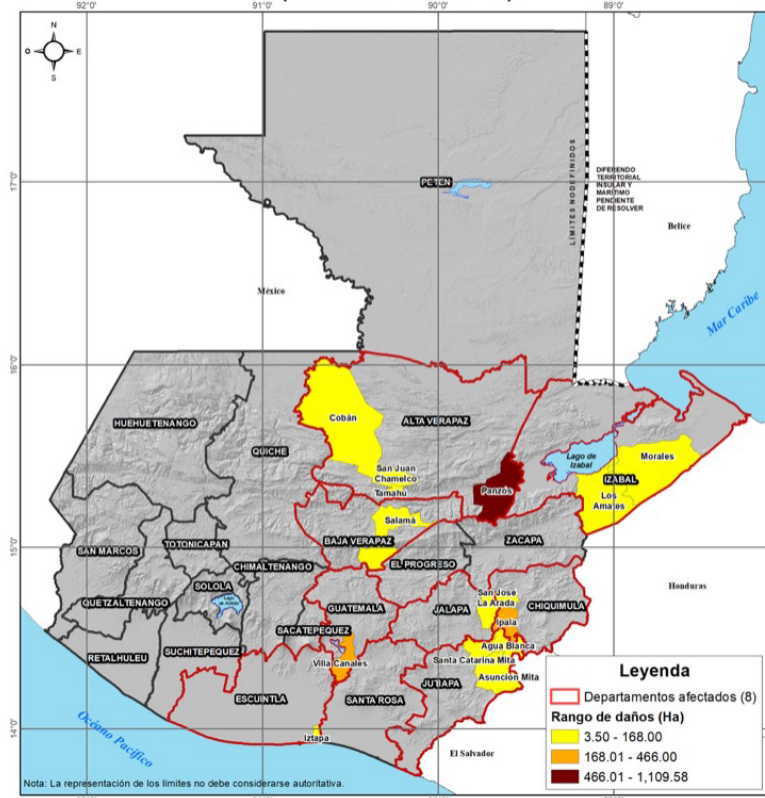 92°0'
91°0'
90°0'
89°0'
N
O
E
S
17°0'
16°0'
15°0'
14°0'
PETEN
LÍMITES NO DEFINIDOS
DIFERENDO
TERRITORIAL
INSULAR Y
MARÍTIMO
PENDIENTE
DE RESOLVER
Belice
México
Mar Caribe
HUEHUETENANGO
QUICHE
Cobán
ALTA VERAPAZ
San Juan
Chamelco
Tamahú
Panzós
Lago de
Izabal
Morales
IZABAL
Los
Amates
Salamá
BAJA VERAPAZ
ZACAPA
SAN MARCOS
TOTONICAPAN
CHIMALTENANGO
EL PROGRESO
SOLOLA
QUETZALTENANGO
GUATEMALA
JALAPA
San José
La Arada
CHIQUIMULA
Honduras
Ipala
SACATEPEQUEZ
SUCHITEPEQUEZ
RETALHULEU
Villa Canales
Agua Blanca
Santa Catarina Mita
Asunción Mita
JUTIAPA
ESCUINTLA
SANTA ROSA
Iztapa
Océano Pacífico
El Salvador
Leyenda
Departamentos afectados (8)
Rango de daños (Ha)
3.50 - 168.00
168.01 - 466.00
466.01 - 1,109.58
Nota: La representación de los límites no debe considerarse autoritativa.